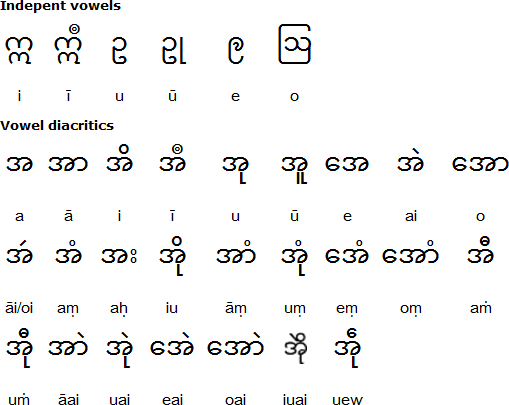 Indepent vowels
ဣ ဣဳ ဥ ဥု ဨ ဩ
i ī u ū e o
Vowel diacritics
အ အာ အိ အဳ အု အူ အေ အဲ အော
a ā i ī u ū e ai o
အဴ အံ အး အို အာံ အုံ အေံ အောံ အီ
āi/oi aṃ aḥ iu āṃ uṃ eṃ oṃ aṁ
အီု အာဲ အုဲ အေဲ အောဲ အိုဲ အဳု
uṁ āai uai eai oai iuai uew